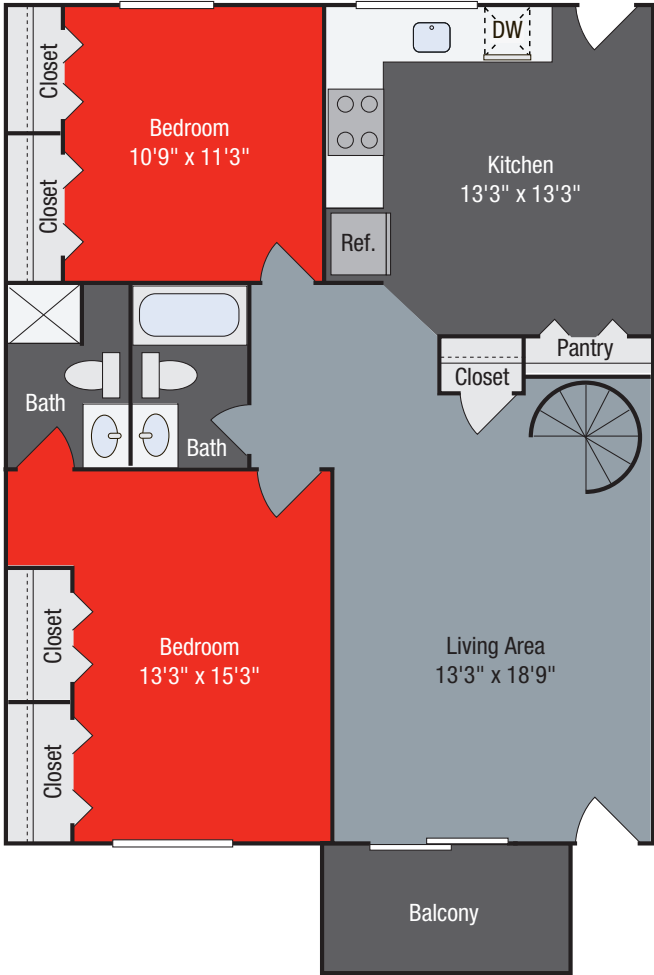 DW
Closet
Bedroom
10'9" x 11'3"
Kitchen
13'3" x 13'3"
Closet
Ref.
Pantry
Closet
Bath
Bath
Closet
Bedroom
13'3" x 15'3"
Living Area
13'3" x 18'9"
Closet
Balcony